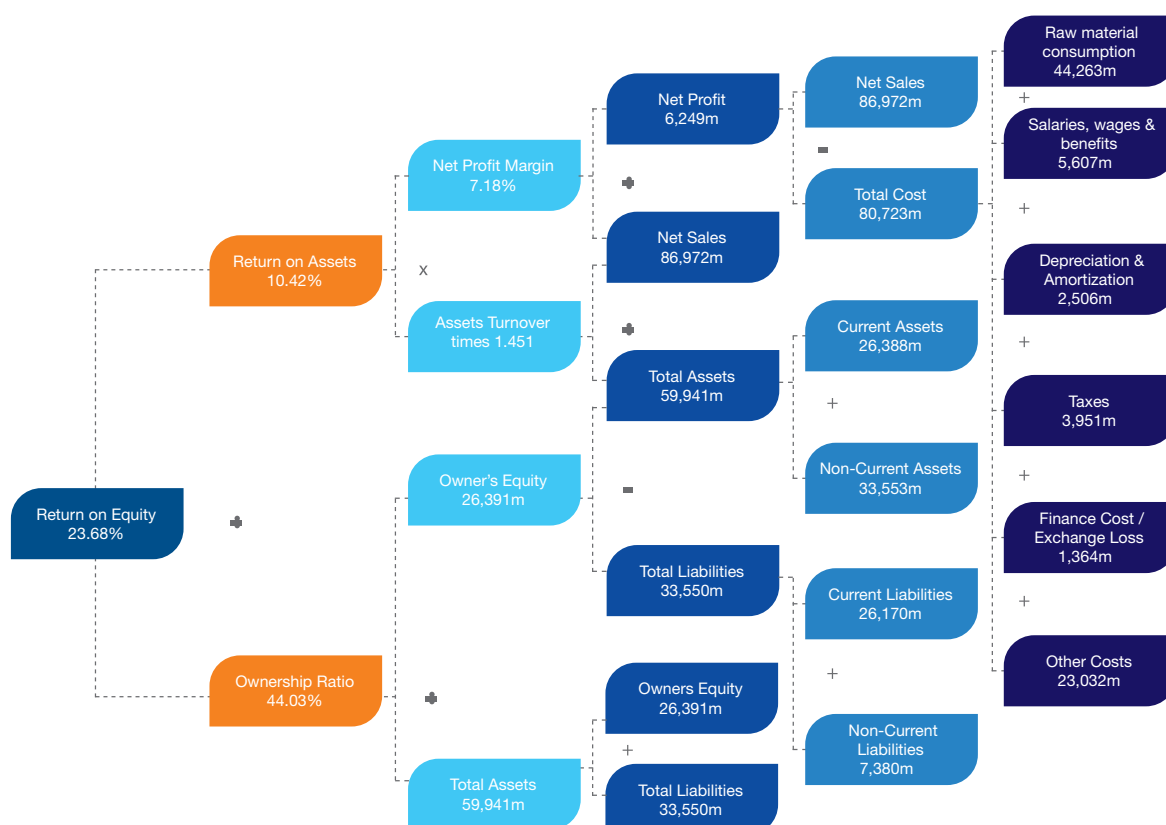 Return on Equity
23.68%
Return on Assets
10.42%
Ownership Ratio
44.03%
Net Profit Margin
7.18%
x
Assets Turnover
times 1.451
Owner's Equity
26,391m
Total Assets
59,941m
Net Profit
6,249m
Net Sales
86,972m
Total Assets
59,941m
-
Total Liabilities
33,550m
Owners Equity
26,391m
+
Total Liabilities
33,550m
Net Sales
86,972m
-
Total Cost
80,723m
Current Assets
26,388m
+
Non-Current Assets
33,553m
Current Liabilities
26,170m
+
Non-Current
Liabilities
7,380m
Raw material
consumption
44,263m
+
Salaries, wages &
benefits
5,607m
+
Depreciation &
Amortization
2,506m
+
Taxes
3,951m
+
Finance Cost /
Exchange Loss
1,364m
+
Other Costs
23,032m